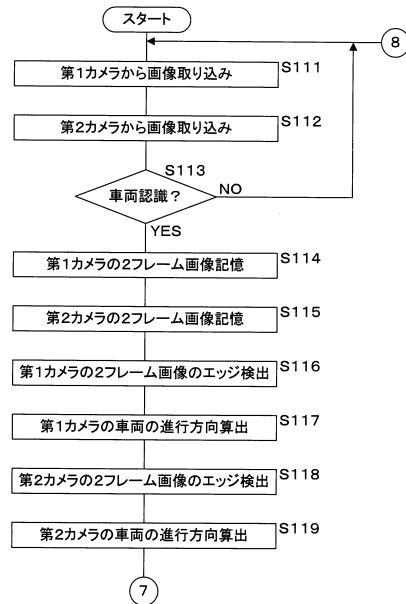 スタート
8
第1カメラから画像取り込み
S111
第2カメラから画像取り込み
S112
S113
車両認識?
NO
YES
第1カメラの2フレーム画像記憶
S114
第2カメラの2フレーム画像記憶
S115
第1カメラの2フレーム画像のエッジ検出
S116
第1カメラの車両の進行方向算出
S117
第2カメラの2フレーム画像のエッジ検出
S118
第2カメラの車両の進行方向算出
S119
7